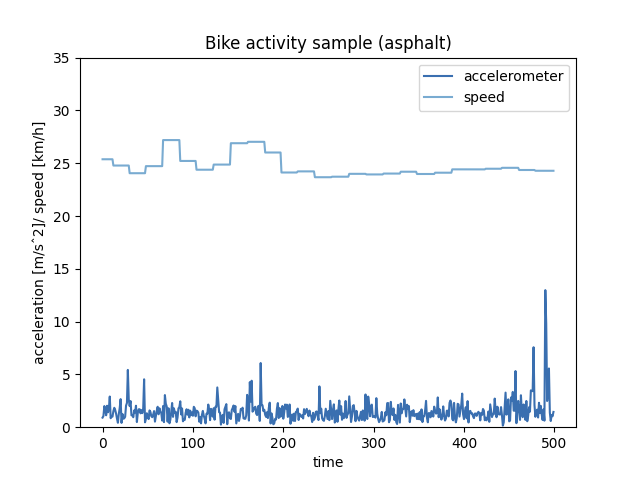 Bike activity sample (asphalt)
accelerometer
speed
acceleration [m/sˆ2]/ speed [km/h]
35
30
25
20
15
10
5
0
0 100 200 300 400 500
time